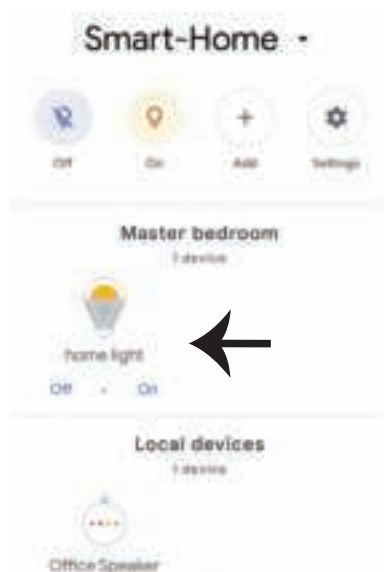 Smart-Home
Off On Add Settings
Master bedroom
1 device
home light
Off · On
Local devices
1 device
Office Speaker